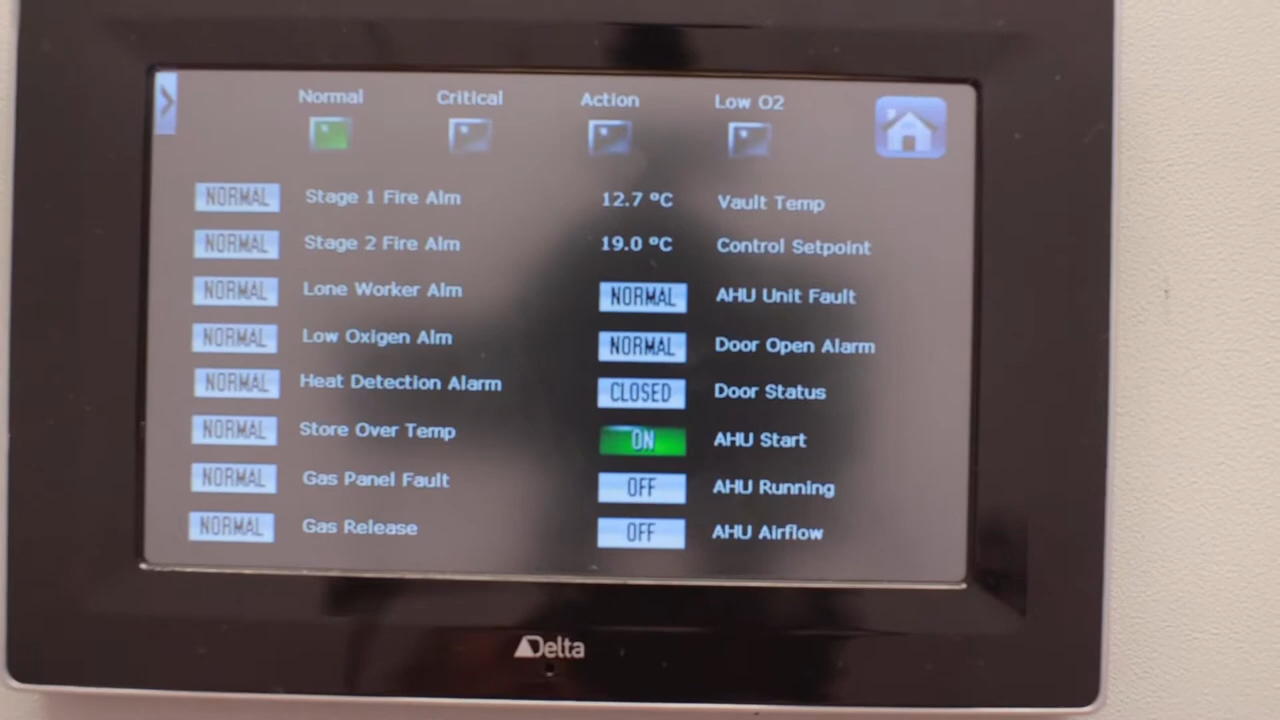 Normal Critical Action Low O2
NORMAL Stage 1 Fire Alm 12.7 ºC Vault Temp
NORMAL Stage 2 Fire Alm 19.0 ºC Control Setpoint
NORMAL Lone Worker Alm NORMAL AHU Unit Fault
NORMAL Low Oxigen Alm NORMAL Door Open Alarm
NORMAL Heat Detection Alarm CLOSED Door Status
NORMAL Store Over Temp ON AHU Start
NORMAL Gas Panel Fault OFF AHU Running
NORMAL Gas Release OFF AHU Airflow
Delta